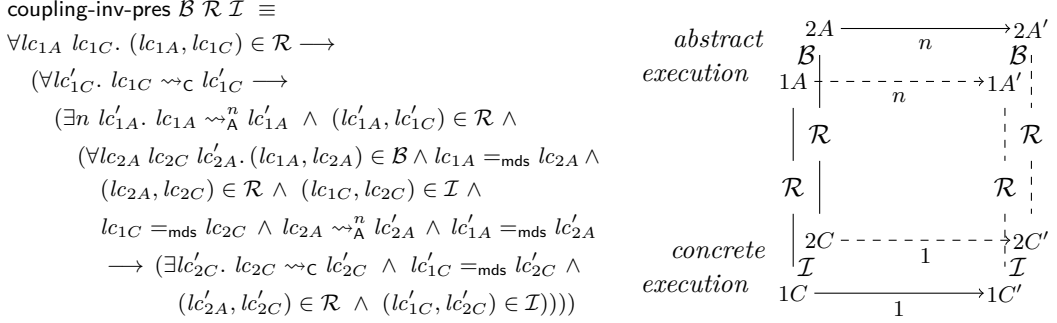 coupling-inv-pres ℬ ℛ ℐ ≡
∀lc₁A lc₁C. (lc₁A, lc₁C) ∈ ℛ ⟶
(∀lc′₁C. lc₁C ⇝C lc′₁C ⟶
(∃n lc′₁A. lc₁A ⇝ⁿA lc′₁A ∧ (lc′₁A, lc′₁C) ∈ ℛ ∧
(∀lc₂A lc₂C lc′₂A. (lc₁A, lc₂A) ∈ ℬ ∧ lc₁A =mds lc₂A ∧
(lc₂A, lc₂C) ∈ ℛ ∧ (lc₁C, lc₂C) ∈ ℐ ∧
lc₁C =mds lc₂C ∧ lc₂A ⇝ⁿA lc′₂A ∧ lc′₁A =mds lc′₂A
⟶ (∃lc′₂C. lc₂C ⇝C lc′₂C ∧ lc′₁C =mds lc′₂C ∧
(lc′₂A, lc′₂C) ∈ ℛ ∧ (lc′₁C, lc′₂C) ∈ ℐ))))
abstract
execution
2A n 2A′
ℬ ℬ
1A n 1A′
ℛ ℛ
ℛ ℛ
concrete
execution
2C 1 2C′
ℐ ℐ
1C 1 1C′